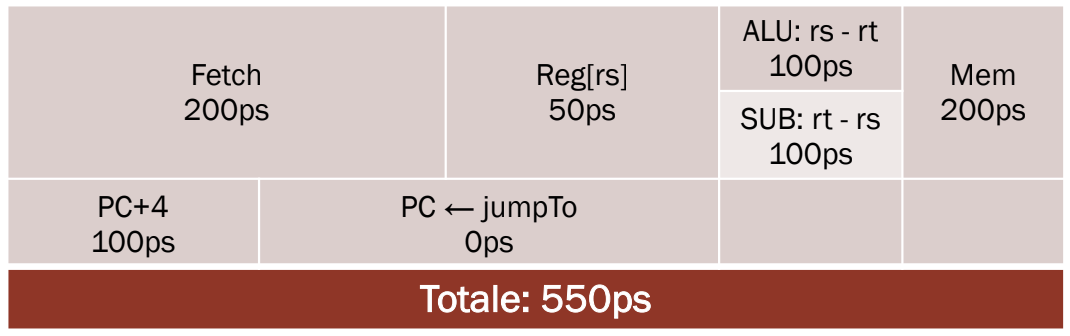 Fetch
200ps
Reg[rs]
50ps
ALU: rs - rt
100ps
SUB: rt - rs
100ps
Mem
200ps
PC+4
100ps
PC ← jumpTo
0ps
Totale: 550ps